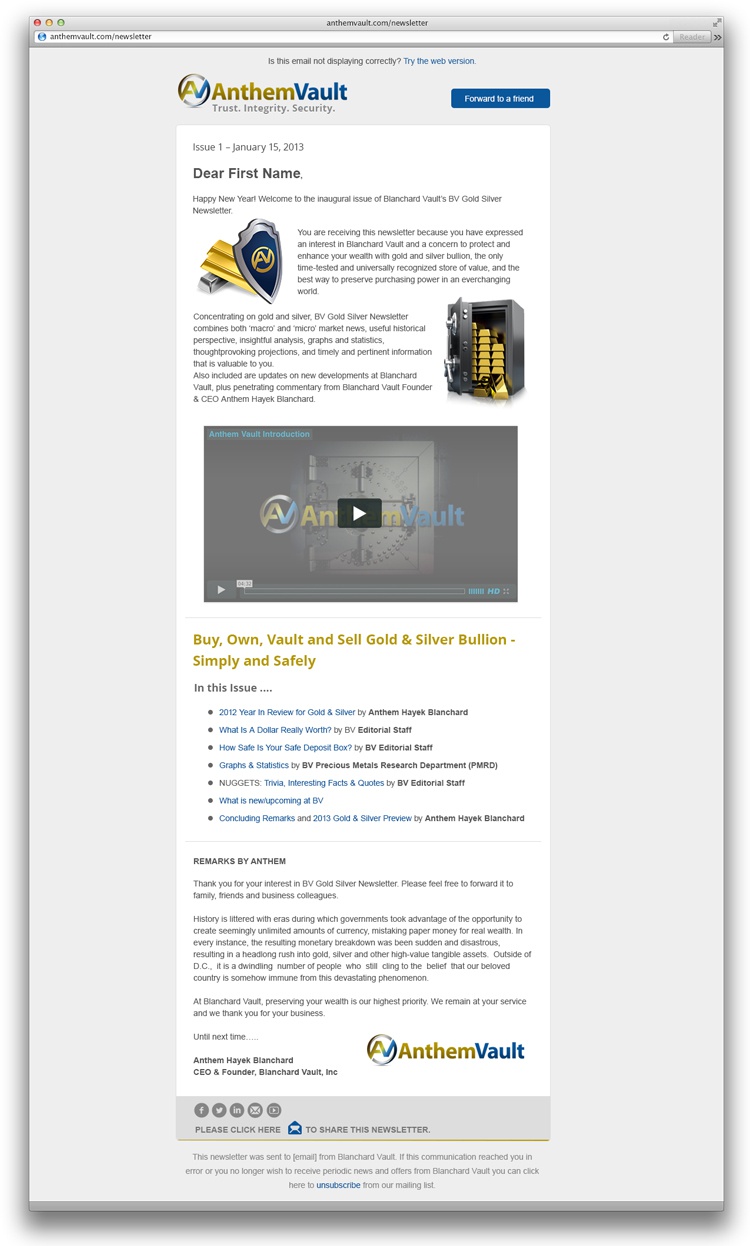 anthemvault.com/newsletter
anthemvault.com/newsletter
Reader
Is this email not displaying correctly? Try the web version.
AV AnthemVault
Trust. Integrity. Security.
Forward to a friend
Issue 1 – January 15, 2013
Dear First Name,
Happy New Year! Welcome to the inaugural issue of Blanchard Vault's BV Gold Silver
Newsletter.
You are receiving this newsletter because you have expressed
an interest in Blanchard Vault and a concern to protect and
enhance your wealth with gold and silver bullion, the only
time-tested and universally recognized store of value, and the
best way to preserve purchasing power in an everchanging
world.
AV
Concentrating on gold and silver, BV Gold Silver Newsletter
combines both 'macro' and 'micro' market news, useful historical
perspective, insightful analysis, graphs and statistics,
thoughtprovoking projections, and timely and pertinent information
that is valuable to you.
Also included are updates on new developments at Blanchard
Vault, plus penetrating commentary from Blanchard Vault Founder
& CEO Anthem Hayek Blanchard.
Anthem Vault Introduction
AV AnthemVault
04:32
HD
Buy, Own, Vault and Sell Gold & Silver Bullion -
Simply and Safely
In this Issue ....
2012 Year In Review for Gold & Silver by Anthem Hayek Blanchard
What Is A Dollar Really Worth? by BV Editorial Staff
How Safe Is Your Safe Deposit Box? by BV Editorial Staff
Graphs & Statistics by BV Precious Metals Research Department (PMRD)
NUGGETS: Trivia, Interesting Facts & Quotes by BV Editorial Staff
What is new/upcoming at BV
Concluding Remarks and 2013 Gold & Silver Preview by Anthem Hayek Blanchard
REMARKS BY ANTHEM
Thank you for your interest in BV Gold Silver Newsletter. Please feel free to forward it to
family, friends and business colleagues.
History is littered with eras during which governments took advantage of the opportunity to
create seemingly unlimited amounts of currency, mistaking paper money for real wealth. In
every instance, the resulting monetary breakdown was been sudden and disastrous,
resulting in a headlong rush into gold, silver and other high-value tangible assets. Outside of
D.C., it is a dwindling number of people who still cling to the belief that our beloved
country is somehow immune from this devastating phenomenon.
At Blanchard Vault, preserving your wealth is our highest priority. We remain at your service
and we thank you for your business.
Until next time…..
Anthem Hayek Blanchard
CEO & Founder, Blanchard Vault, Inc
AV AnthemVault
PLEASE CLICK HERE TO SHARE THIS NEWSLETTER.
This newsletter was sent to [email] from Blanchard Vault. If this communication reached you in
error or you no longer wish to receive periodic news and offers from Blanchard Vault you can click
here to unsubscribe from our mailing list.